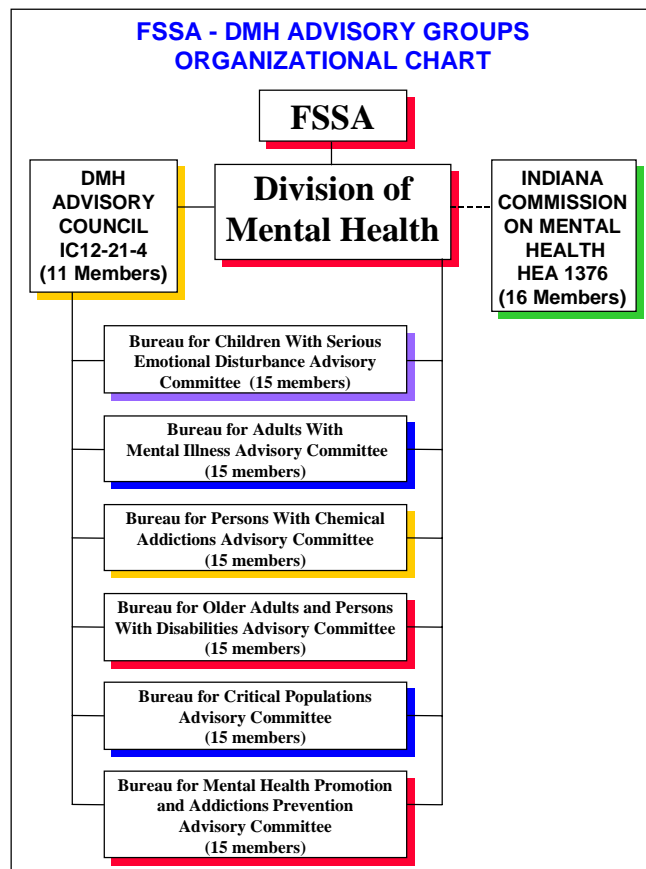 FSSA - DMH ADVISORY GROUPS
ORGANIZATIONAL CHART
FSSA
DMH
ADVISORY
COUNCIL
IC12-21-4
(11 Members)
Division of
Mental Health
INDIANA
COMMISSION
ON MENTAL
HEALTH
HEA 1376
(16 Members)
Bureau for Children With Serious
Emotional Disturbance Advisory
Committee (15 members)
Bureau for Adults With
Mental Illness Advisory Committee
(15 members)
Bureau for Persons With Chemical
Addictions Advisory Committee
(15 members)
Bureau for Older Adults and Persons
With Disabilities Advisory Committee
(15 members)
Bureau for Critical Populations
Advisory Committee
(15 members)
Bureau for Mental Health Promotion
and Addictions Prevention
Advisory Committee
(15 members)